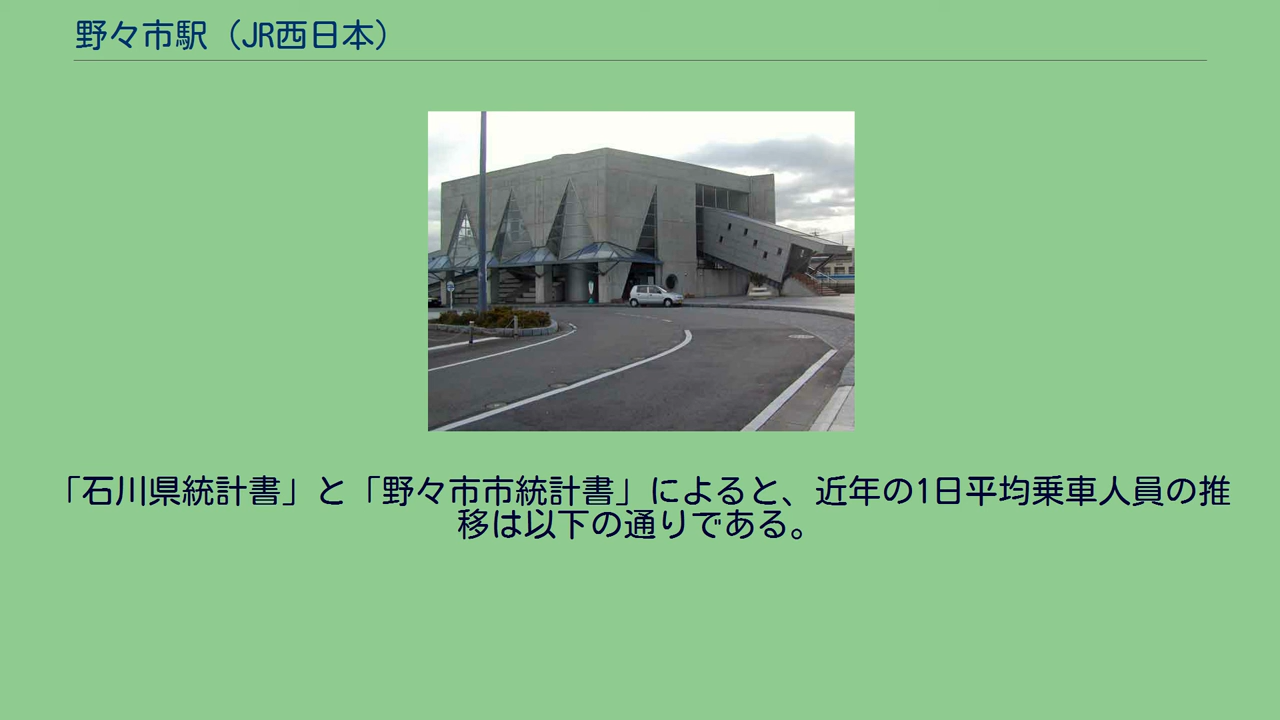 野々市駅（JR西日本）
「石川県統計書」と「野々市市統計書」によると、近年の1日平均乗車人員の推
移は以下の通りである。